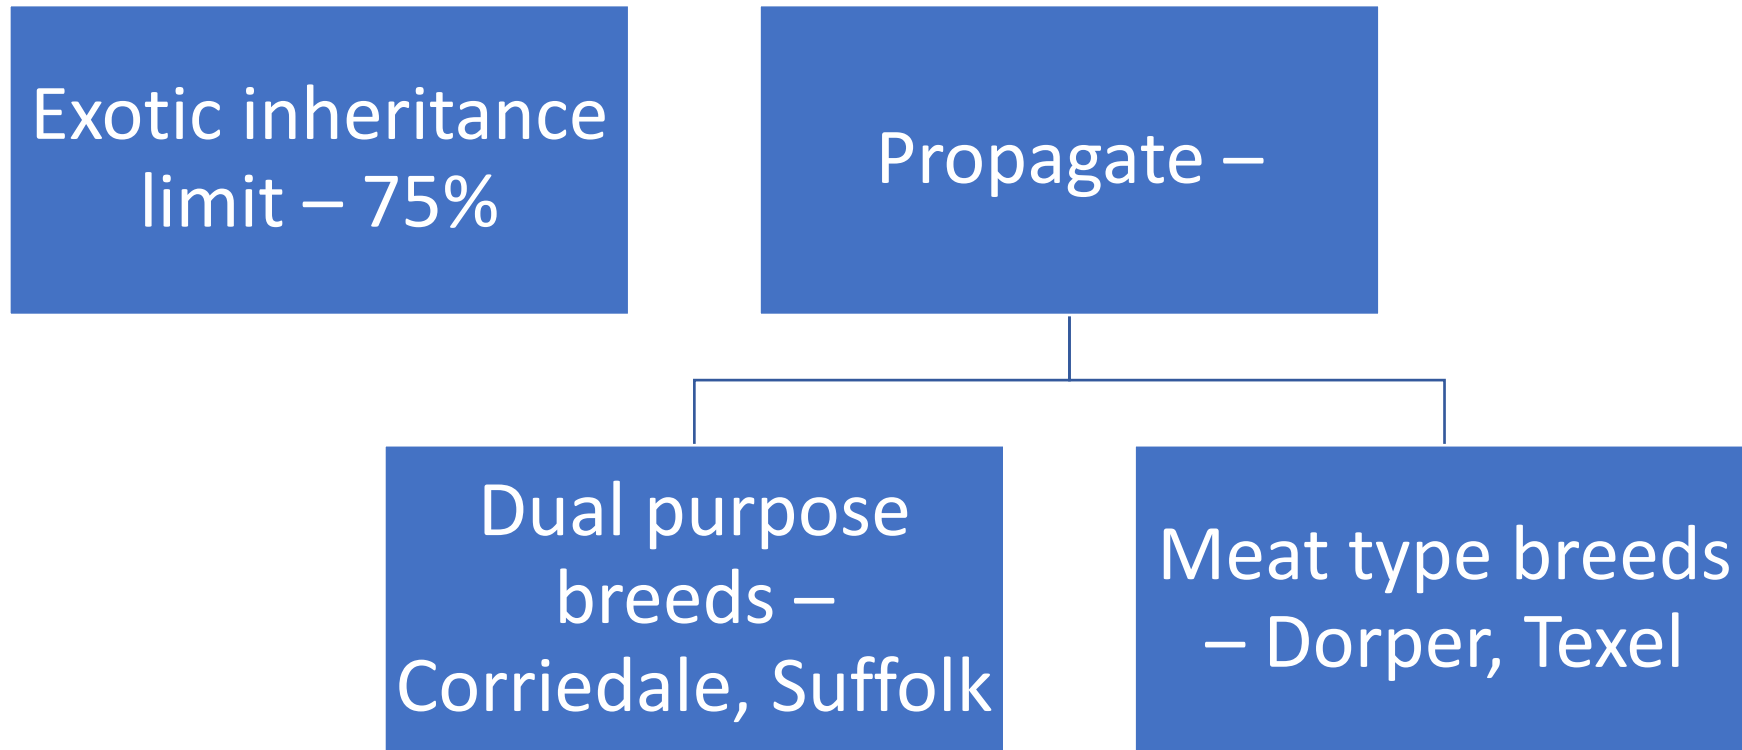 Exotic inheritance
limit – 75%
Propagate –
Dual purpose
breeds –
Corriedale, Suffolk
Meat type breeds
– Dorper, Texel